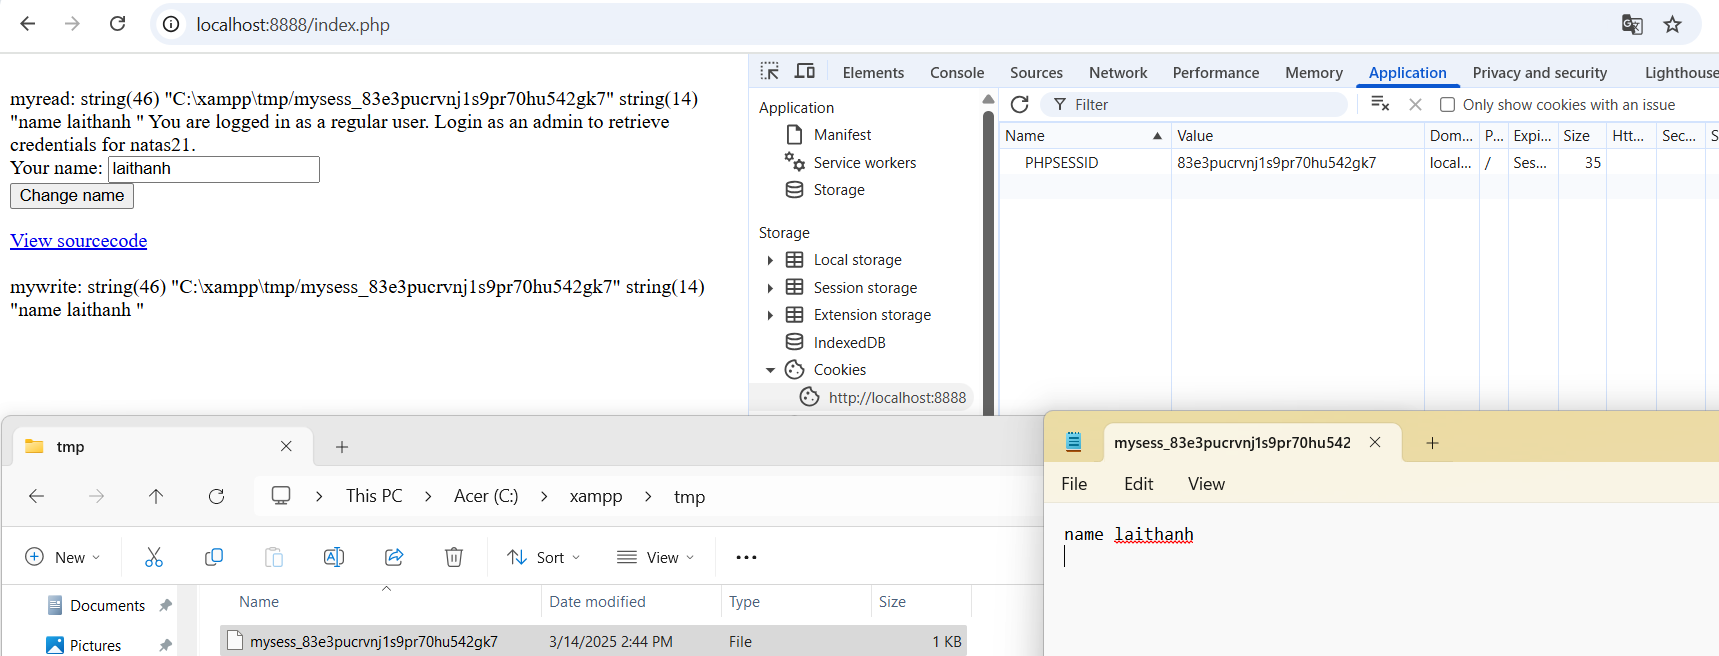 localhost:8888/index.php
myread: string(46) "C:\xampp\tmp/mysess_83e3pucrvnj1s9pr70hu542gk7" string(14)
"name laithanh " You are logged in as a regular user. Login as an admin to retrieve
credentials for natas21.
Your name: laithanh
Change name
View sourcecode
mywrite: string(46) "C:\xampp\tmp/mysess_83e3pucrvnj1s9pr70hu542gk7" string(14)
"name laithanh "
Elements Console Sources Network Performance Memory Application Privacy and security Lighthouse
Application
Manifest
Service workers
Storage
Storage
Local storage
Session storage
Extension storage
IndexedDB
Cookies
http://localhost:8888
Filter Only show cookies with an issue
Name Value Dom... P... Expi... Size Htt... Sec... S
PHPSESSID 83e3pucrvnj1s9pr70hu542gk7 local... / Ses... 35
tmp
This PC > Acer (C:) > xampp > tmp
New Sort View
Documents
Pictures
Name Date modified Type Size
mysess_83e3pucrvnj1s9pr70hu542gk7 3/14/2025 2:44 PM File 1 KB
mysess_83e3pucrvnj1s9pr70hu542
File Edit View
name laithanh